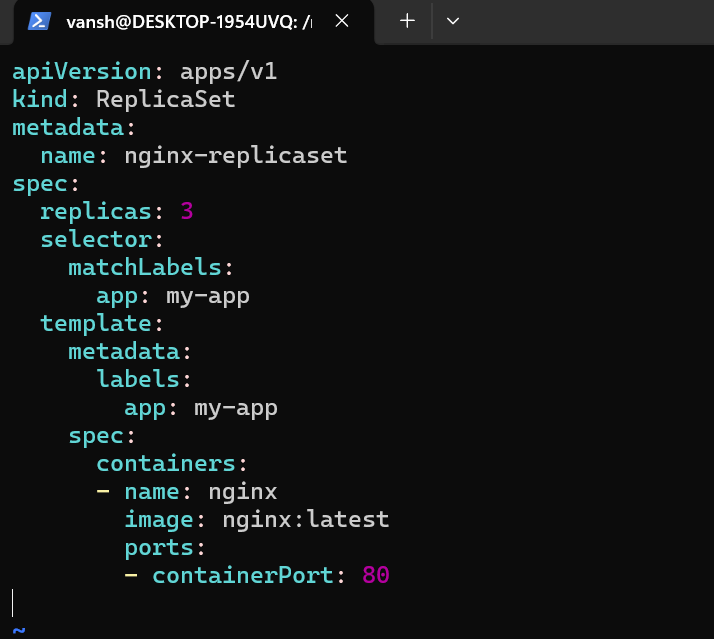 vansh@DESKTOP-1954UVQ: /
apiVersion: apps/v1
kind: ReplicaSet
metadata:
  name: nginx-replicaset
spec:
  replicas: 3
  selector:
    matchLabels:
      app: my-app
  template:
    metadata:
      labels:
        app: my-app
    spec:
      containers:
      - name: nginx
        image: nginx:latest
        ports:
        - containerPort: 80
~